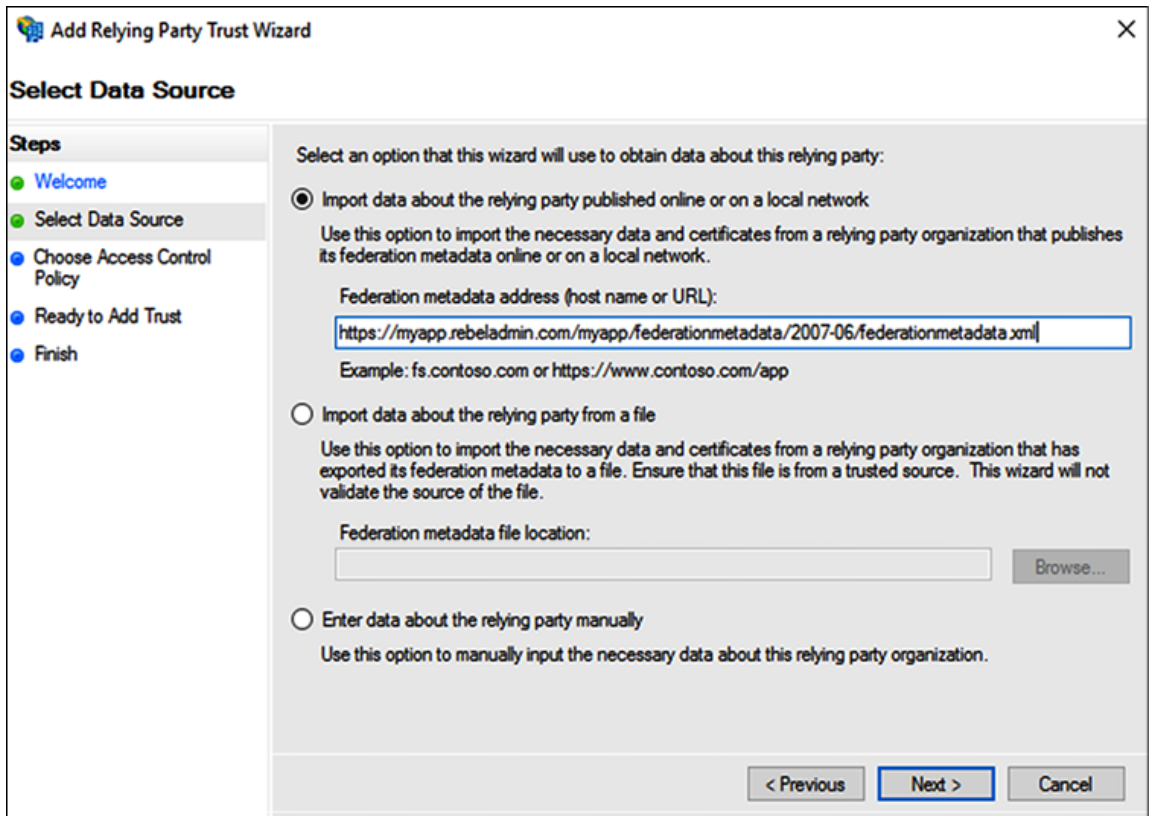 Add Relying Party Trust Wizard
Select Data Source
Steps
Welcome
Select Data Source
Choose Access Control
Policy
Ready to Add Trust
Finish
Select an option that this wizard will use to obtain data about this relying party:
Import data about the relying party published online or on a local network
Use this option to import the necessary data and certificates from a relying party organization that publishes
its federation metadata online or on a local network.
Federation metadata address (host name or URL):
https://myapp.rebeladmin.com/myapp/federationmetadata/2007-06/federationmetadata.xml
Example: fs.contoso.com or https://www.contoso.com/app
Import data about the relying party from a file
Use this option to import the necessary data and certificates from a relying party organization that has
exported its federation metadata to a file. Ensure that this file is from a trusted source.  This wizard will not
validate the source of the file.
Federation metadata file location:
Browse...
Enter data about the relying party manually
Use this option to manually input the necessary data about this relying party organization.
< Previous
Next >
Cancel